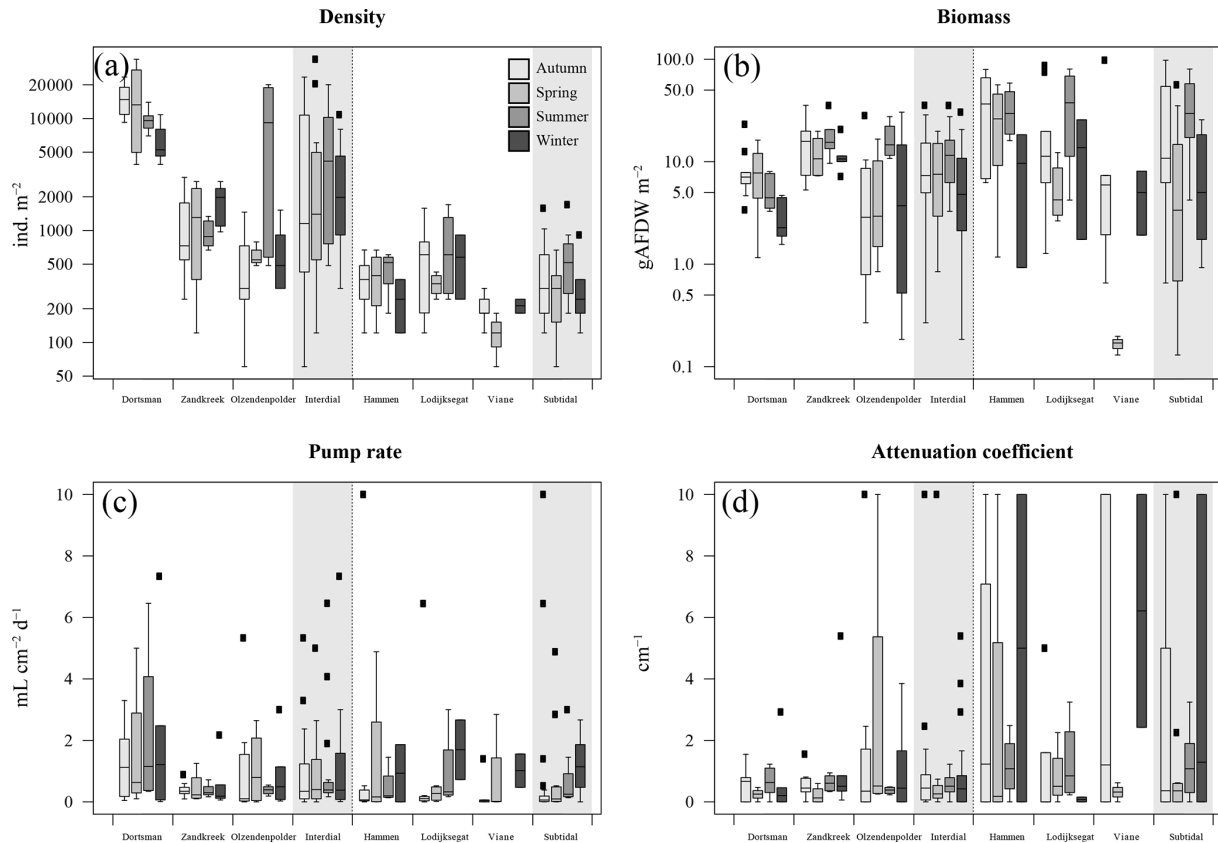 Density
(a)
Autumn
Spring
Summer
Winter
20000
10000
5000
2000
1000
500
200
100
50
ind. m⁻²
Dortsman Zandkreek Olzendenpolder Interdial Hammen Lodijksegat Viane Subtidal
Biomass
(b)
100.0
50.0
10.0
5.0
1.0
0.5
0.1
gAFDW m⁻²
Dortsman Zandkreek Olzendenpolder Interdial Hammen Lodijksegat Viane Subtidal
Pump rate
(c)
10
8
6
4
2
0
mL cm⁻² d⁻¹
Dortsman Zandkreek Olzendenpolder Interdial Hammen Lodijksegat Viane Subtidal
Attenuation coefficient
(d)
10
8
6
4
2
0
cm⁻¹
Dortsman Zandkreek Olzendenpolder Interdial Hammen Lodijksegat Viane Subtidal